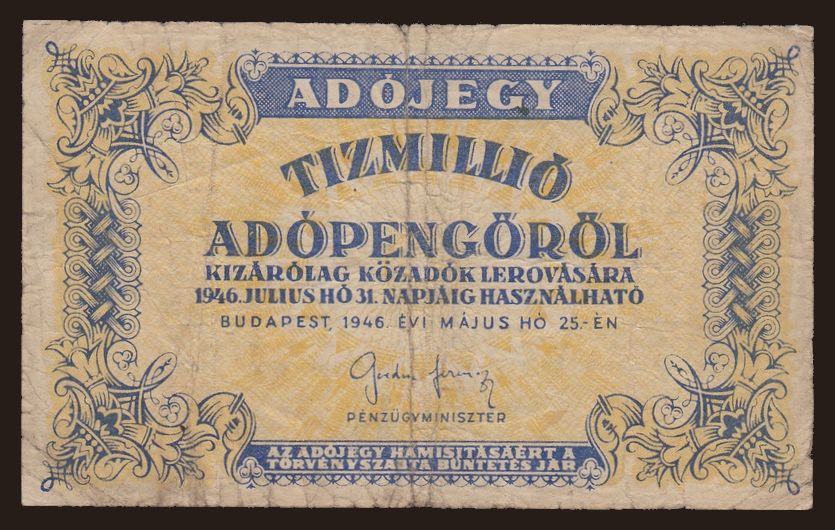 ADÓJEGY
TIZMILLIÓ
ADÓPENGŐRŐL
KIZÁRÓLAG KÖZADÓK LEROVÁSÁRA
1946. JULIUS HÓ 31. NAPJÁIG HASZNÁLHATÓ
BUDAPEST, 1946. ÉVI MÁJUS HÓ 25.-ÉN
PÉNZÜGYMINISZTER
AZ ADÓJEGY HAMISITÁSÁÉRT A
TÖRVÉNYSZABTA BÜNTETÉS JÁR